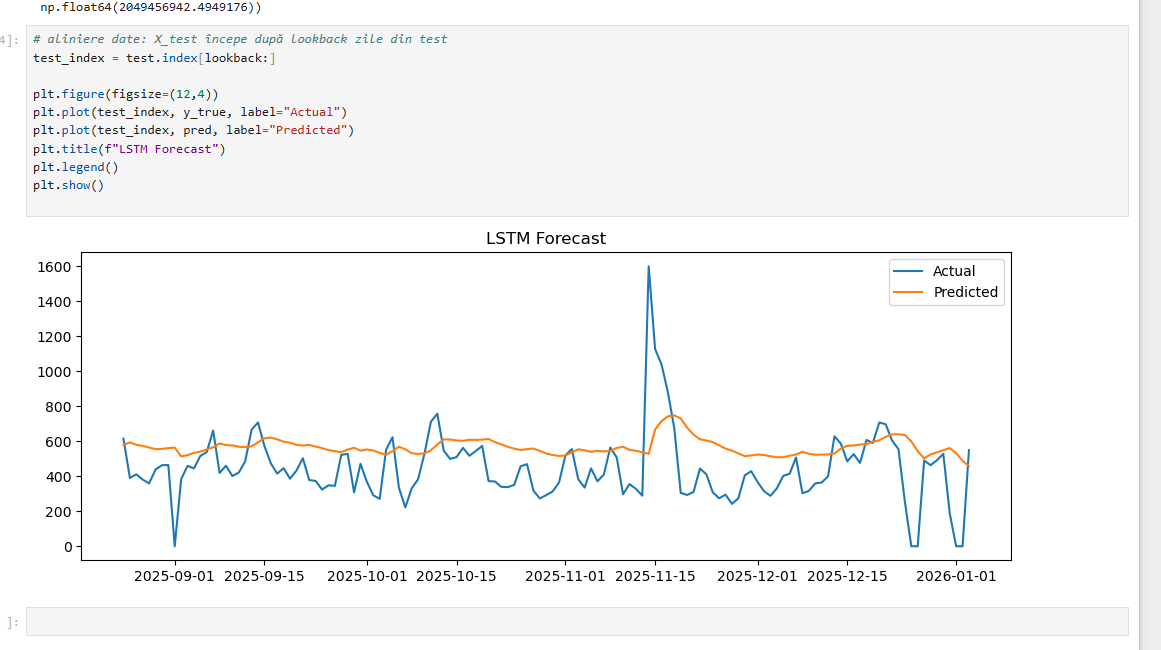 np.float64(2049456942.4949176))
4]:
# aliniere date: X_test începe după lookback zile din test
test_index = test.index[lookback:]
plt.figure(figsize=(12,4))
plt.plot(test_index, y_true, label="Actual")
plt.plot(test_index, pred, label="Predicted")
plt.title(f"LSTM Forecast")
plt.legend()
plt.show()
LSTM Forecast
Actual
Predicted
1600
1400
1200
1000
800
600
400
200
0
2025-09-01 2025-09-15 2025-10-01 2025-10-15 2025-11-01 2025-11-15 2025-12-01 2025-12-15 2026-01-01
]: